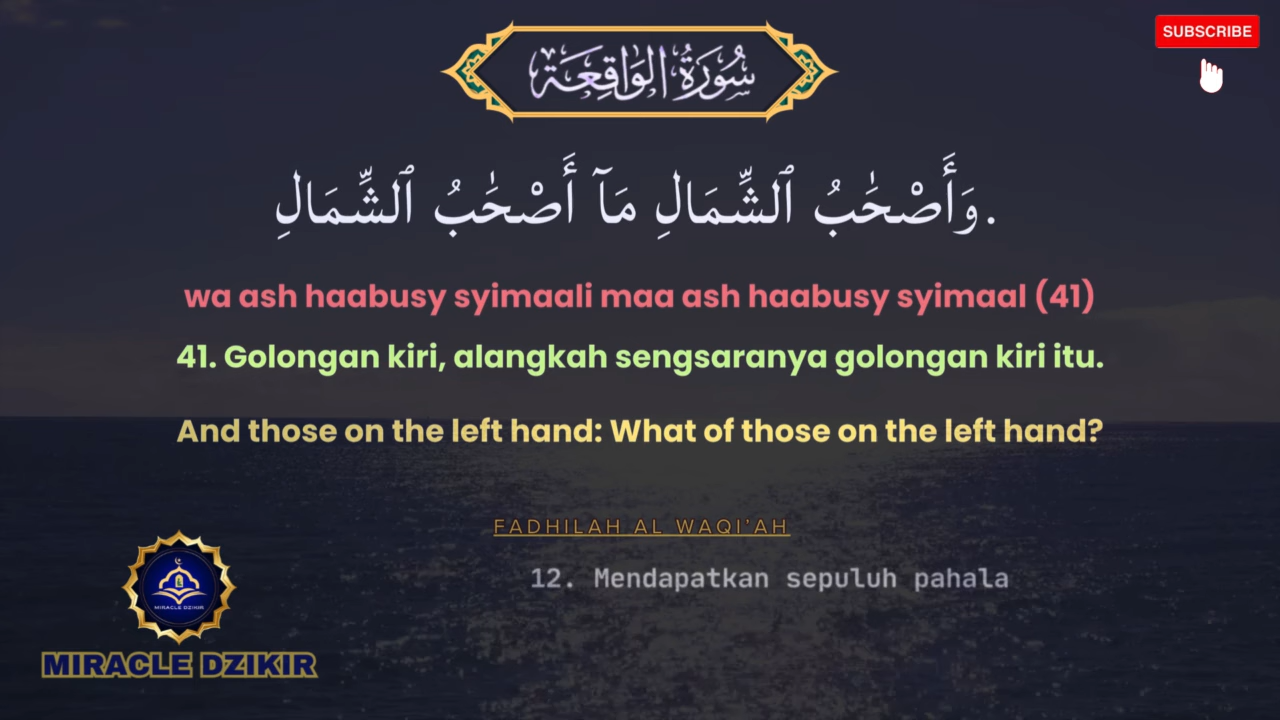 سُورَةُ الوَاقِعَة
SUBSCRIBE
وَأَصْحَٰبُ ٱلشِّمَالِ مَآ أَصْحَٰبُ ٱلشِّمَالِ.
wa ash haabusy syimaali maa ash haabusy syimaal (41)
41. Golongan kiri, alangkah sengsaranya golongan kiri itu.
And those on the left hand: What of those on the left hand?
FADHILAH AL WAQI'AH
12. Mendapatkan sepuluh pahala
MIRACLE DZIKIR
MIRACLE DZIKIR